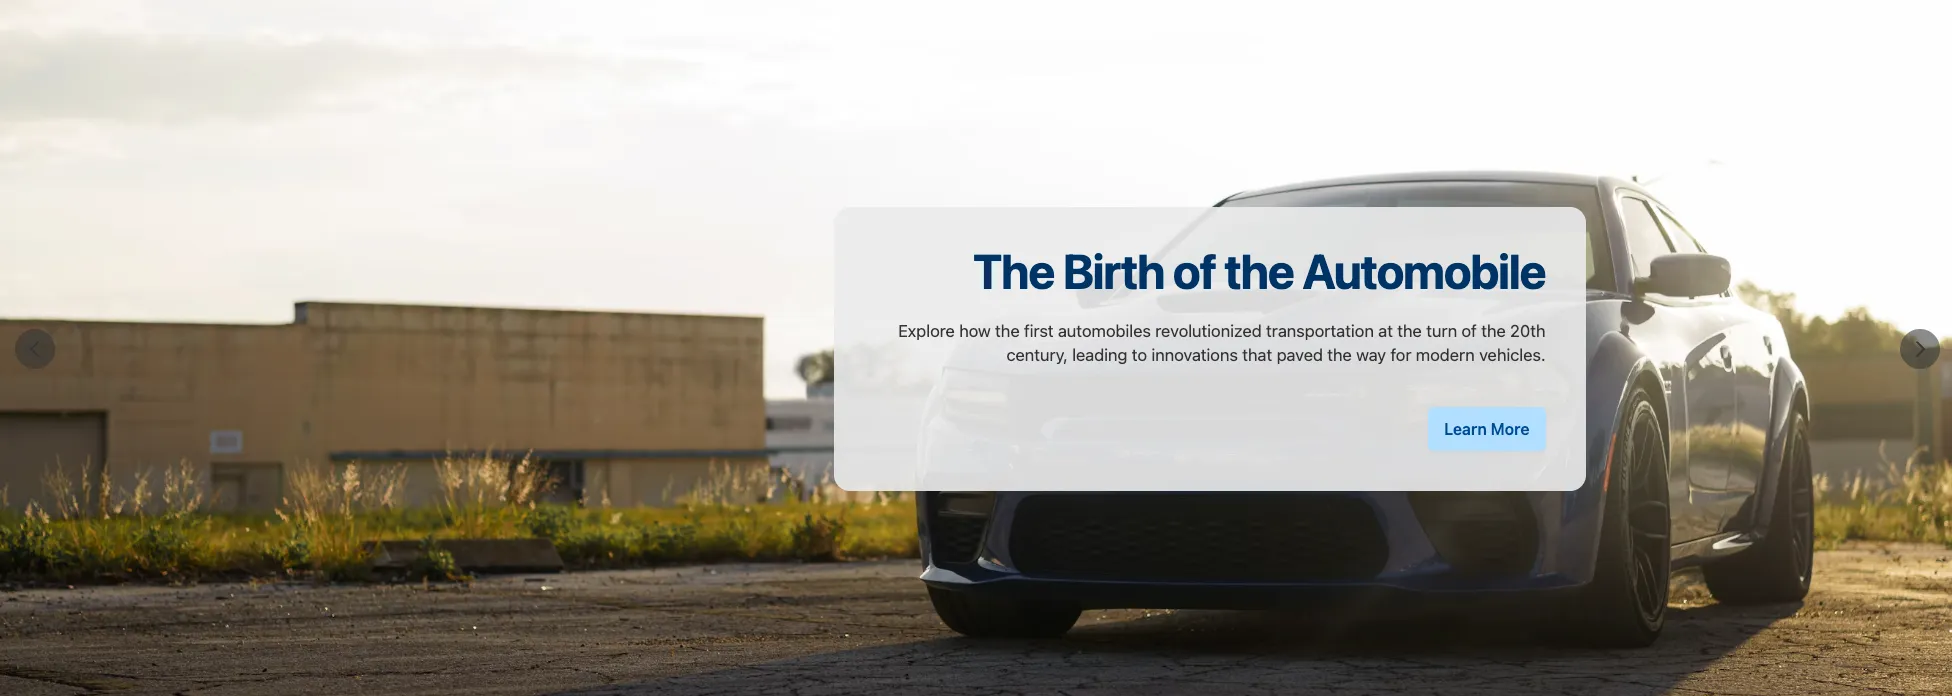 The Birth of the Automobile
Explore how the first automobiles revolutionized transportation at the turn of the 20th
century, leading to innovations that paved the way for modern vehicles.
Learn More